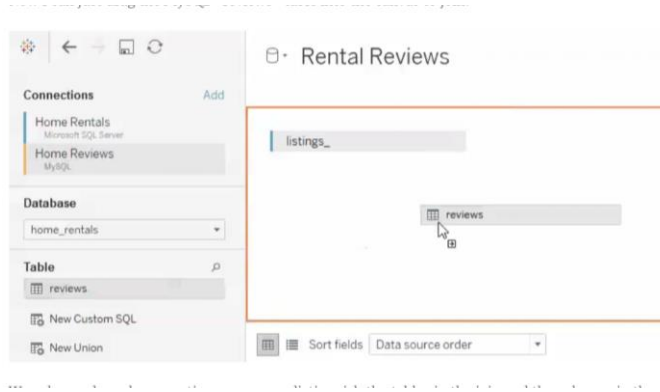 Rental Reviews
Connections Add
Home Rentals
Microsoft SQL Server
Home Reviews
MySQL
listings_
reviews
Database
home_rentals
Table
reviews
New Custom SQL
New Union
Sort fields Data source order